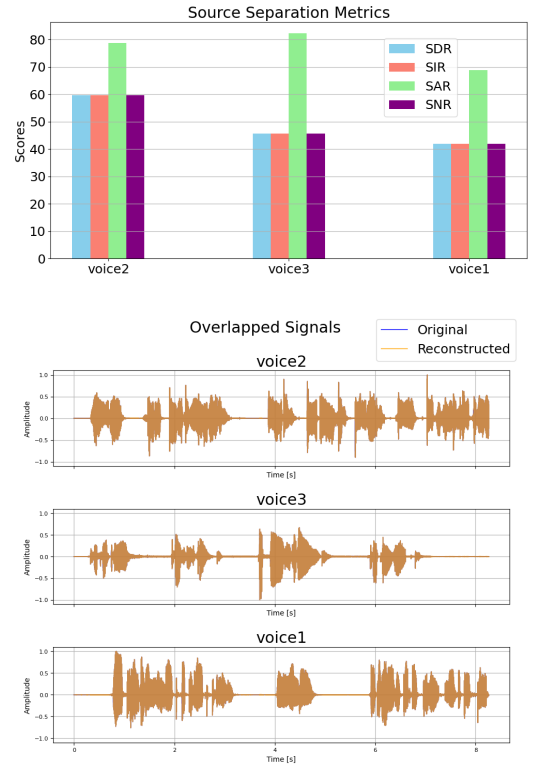 Source Separation Metrics
Scores
80
70
60
50
40
30
20
10
0
SDR
SIR
SAR
SNR
voice2 voice3 voice1
Overlapped Signals
Original
Reconstructed
voice2
Amplitude
1.0
0.5
0.0
−0.5
−1.0
Time [s]
voice3
Amplitude
1.0
0.5
0.0
−0.5
−1.0
Time [s]
voice1
Amplitude
1.0
0.5
0.0
−0.5
−1.0
0 2 4 6 8
Time [s]